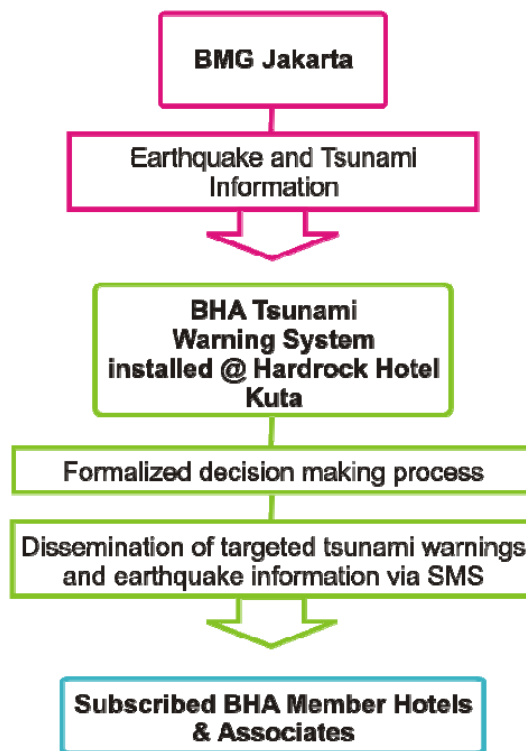 BMG Jakarta
Earthquake and Tsunami
Information
BHA Tsunami
Warning System
installed @ Hardrock Hotel
Kuta
Formalized decision making process
Dissemination of targeted tsunami warnings
and earthquake information via SMS
Subscribed BHA Member Hotels
& Associates